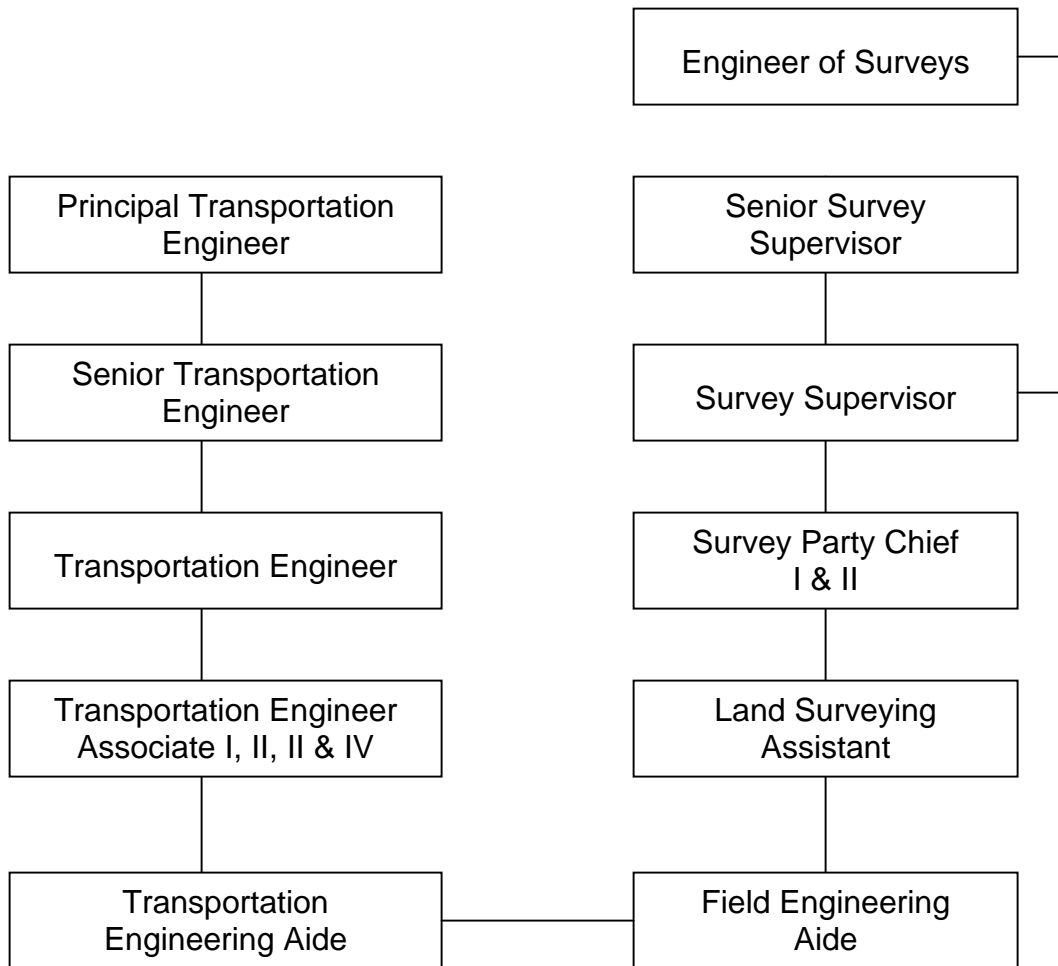 Engineer of Surveys
Principal Transportation
Engineer
Senior Survey
Supervisor
Senior Transportation
Engineer
Survey Supervisor
Transportation Engineer
Survey Party Chief
I & II
Transportation Engineer
Associate I, II, II & IV
Land Surveying
Assistant
Transportation
Engineering Aide
Field Engineering
Aide